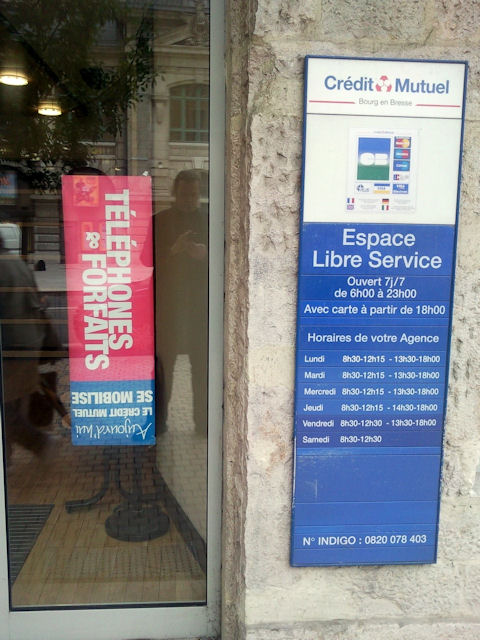 Crédit Mutuel
Bourg en Bresse
CB
VISA
Espace
Libre Service
Ouvert 7j/7
de 6h00 à 23h00
Avec carte à partir de 18h00
Horaires de votre Agence
Lundi 8h30-12h15 - 13h30-18h00
Mardi 8h30-12h15 - 13h30-18h00
Mercredi 8h30-12h15 - 13h30-18h00
Jeudi 8h30-12h15 - 14h30-18h00
Vendredi 8h30-12h30 - 13h30-18h00
Samedi 8h30-12h30
N° INDIGO : 0820 078 403
TÉLÉPHONES
& FORFAITS
Aujourd'hui
LE CRÉDIT MUTUEL
SE MOBILISE